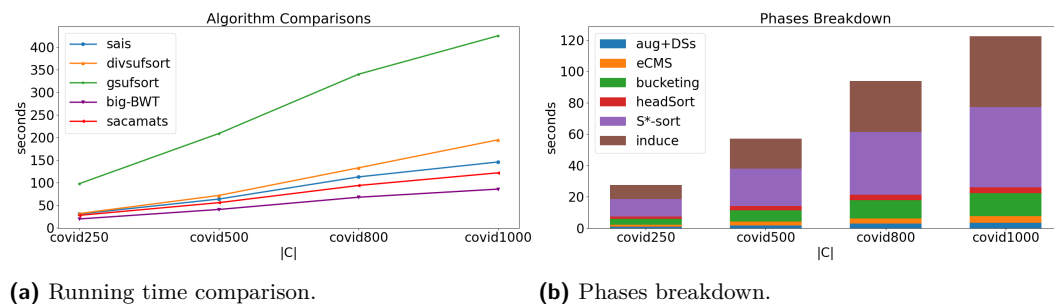 Algorithm Comparisons
400
350
300
250
200
150
100
50
0
seconds
sais
divsufsort
gsufsort
big-BWT
sacamats
covid250
covid500
covid800
covid1000
|C|
(a) Running time comparison.
Phases Breakdown
120
100
80
60
40
20
0
seconds
aug+DSs
eCMS
bucketing
headSort
S*-sort
induce
covid250
covid500
covid800
covid1000
|C|
(b) Phases breakdown.